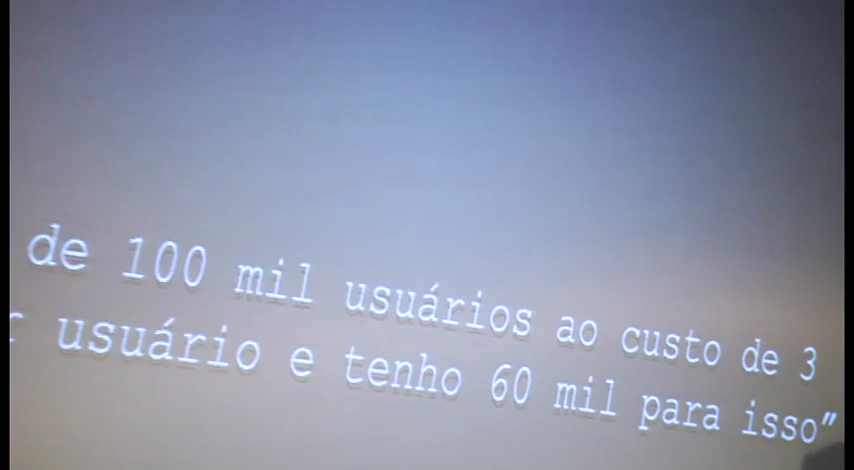 de 100 mil usuários ao custo de 3
usuário e tenho 60 mil para isso”